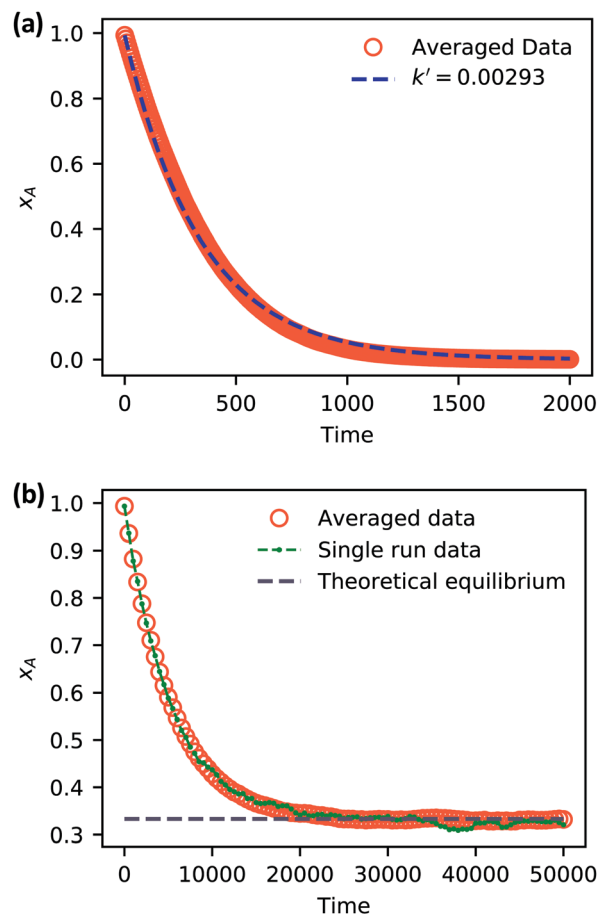 (a)
1.0
0.8
0.6
0.4
0.2
0.0
x_A
Averaged Data
k′ = 0.00293
0 500 1000 1500 2000
Time
(b)
1.0
0.9
0.8
0.7
0.6
0.5
0.4
0.3
x_A
Averaged data
Single run data
Theoretical equilibrium
0 10000 20000 30000 40000 50000
Time